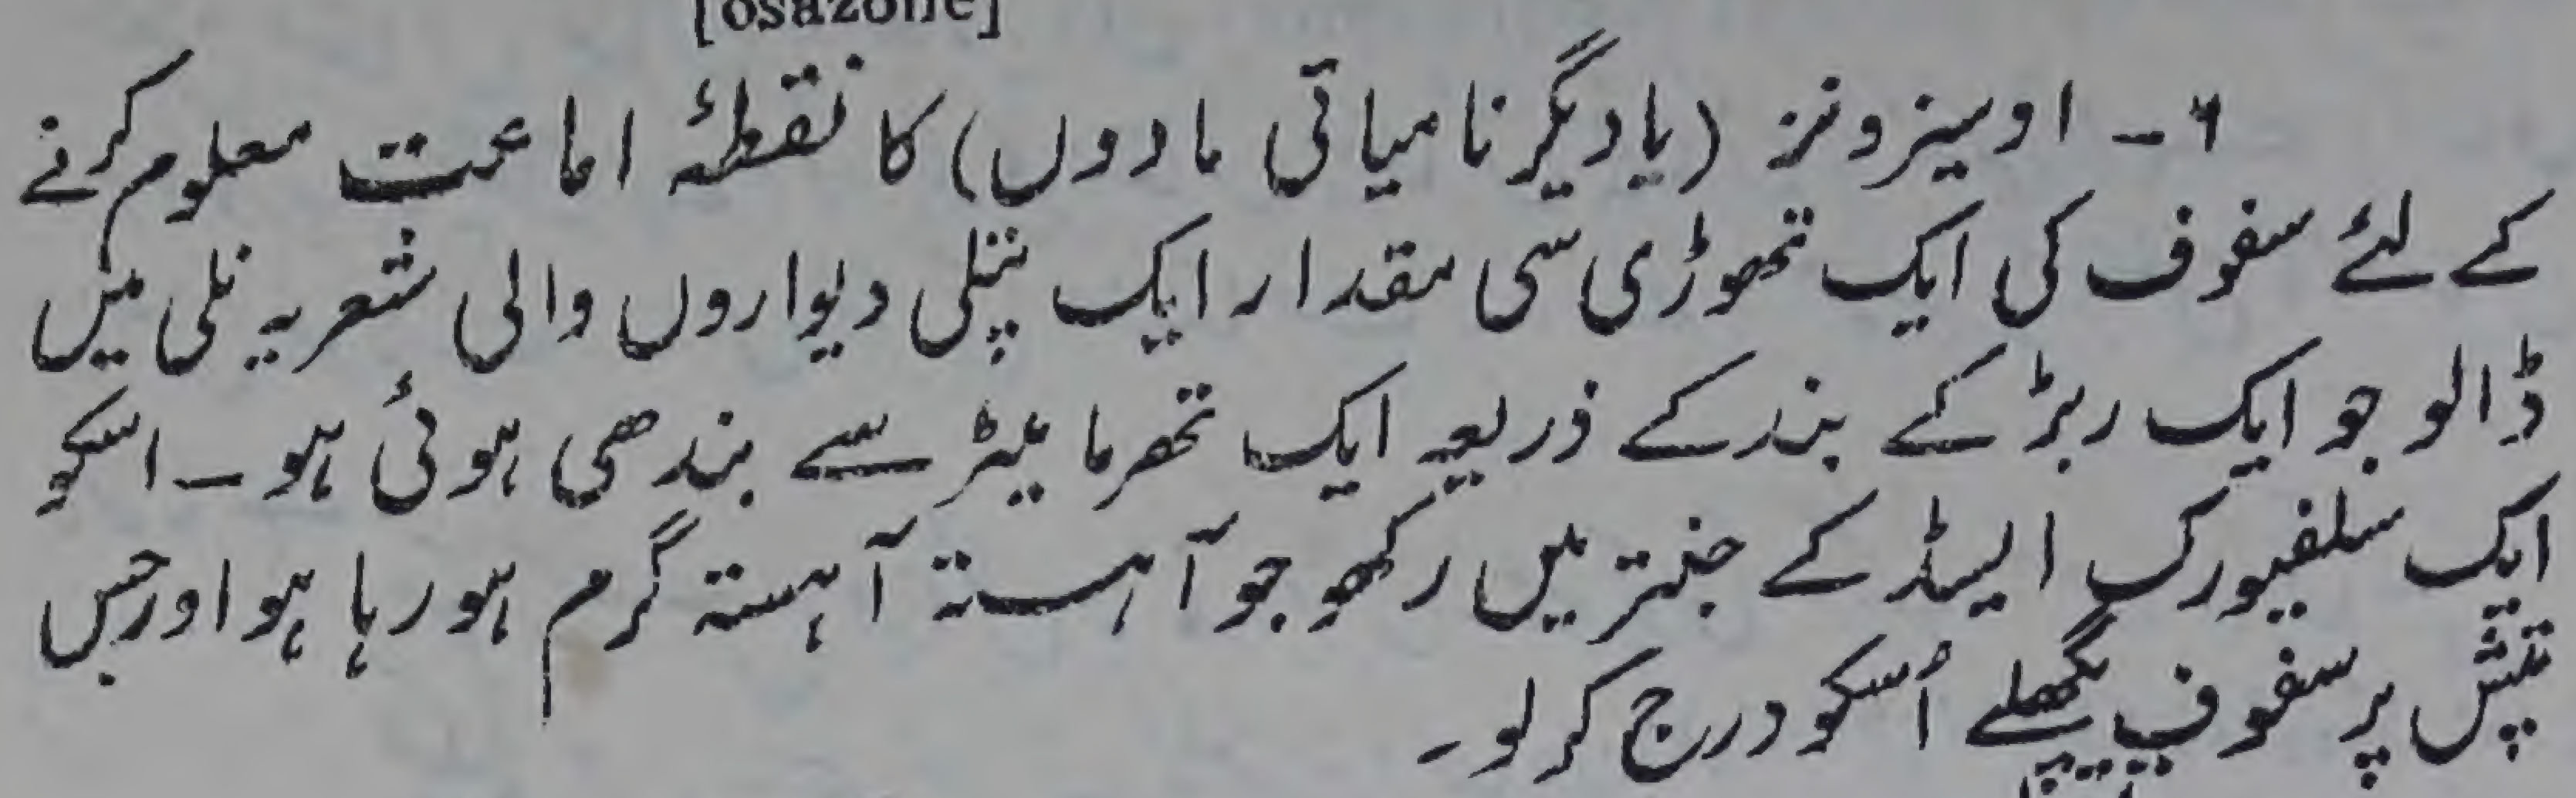 [osazone]
۶ - اوسیزونز (یا دیگر نامیاتی مادوں) کا نقطۂ اماعت معلوم کرنے
کے لئے سفوف کی ایک تھوڑی سی مقدار ایک پتلی دیواروں والی شعریہ نلی میں
ڈالو جو ایک ربڑ کے بند کے ذریعہ ایک تھرمامیٹر سے بندھی ہوئی ہو - اسکو
ایک سلفیورک ایسڈ کے جنتر میں رکھو جو آہستہ آہستہ گرم ہو رہا ہو اور جس
تپش پر سفوف پگھلے اُسکو درج کر لو -